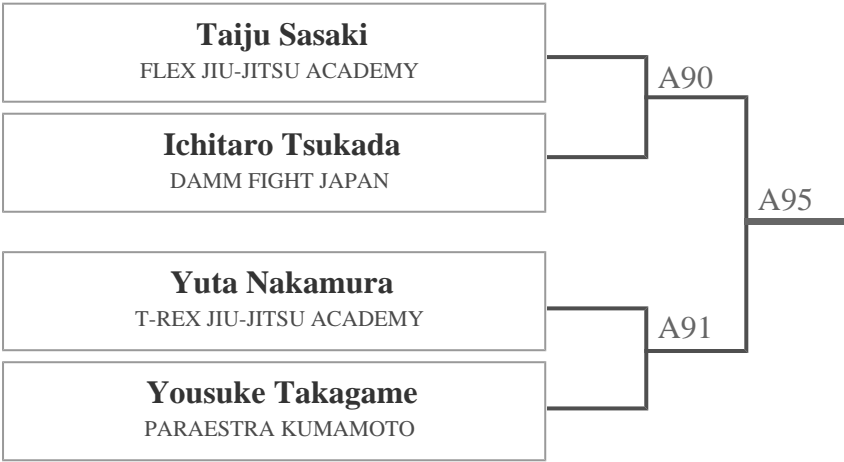 Taiju Sasaki
FLEX JIU-JITSU ACADEMY
A90
Ichitaro Tsukada
DAMM FIGHT JAPAN
A95
Yuta Nakamura
T-REX JIU-JITSU ACADEMY
A91
Yousuke Takagame
PARAESTRA KUMAMOTO